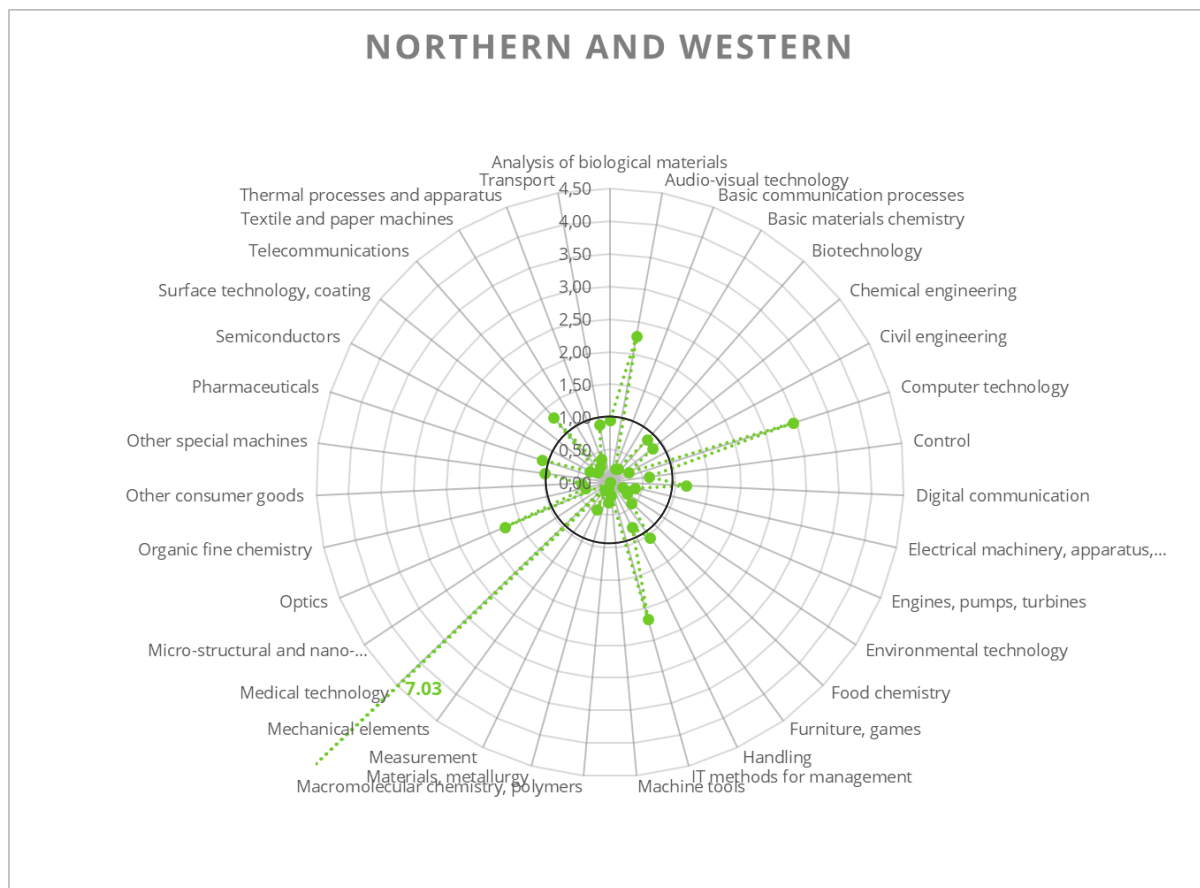 NORTHERN AND WESTERN
Analysis of biological materials
Transport
Audio-visual technology
Thermal processes and apparatus
Basic communication processes
Textile and paper machines
Basic materials chemistry
Telecommunications
Biotechnology
Surface technology, coating
Chemical engineering
Semiconductors
Civil engineering
Pharmaceuticals
Computer technology
Other special machines
Control
Other consumer goods
Digital communication
Organic fine chemistry
Electrical machinery, apparatus,...
Optics
Engines, pumps, turbines
Micro-structural and nano-...
Environmental technology
Medical technology
7.03
Food chemistry
Mechanical elements
Furniture, games
Measurement
Handling
Materials, metallurgy
IT methods for management
Macromolecular chemistry, polymers
Machine tools
4,50
4,00
3,50
3,00
2,50
2,00
1,50
1,00
0,50
0,00